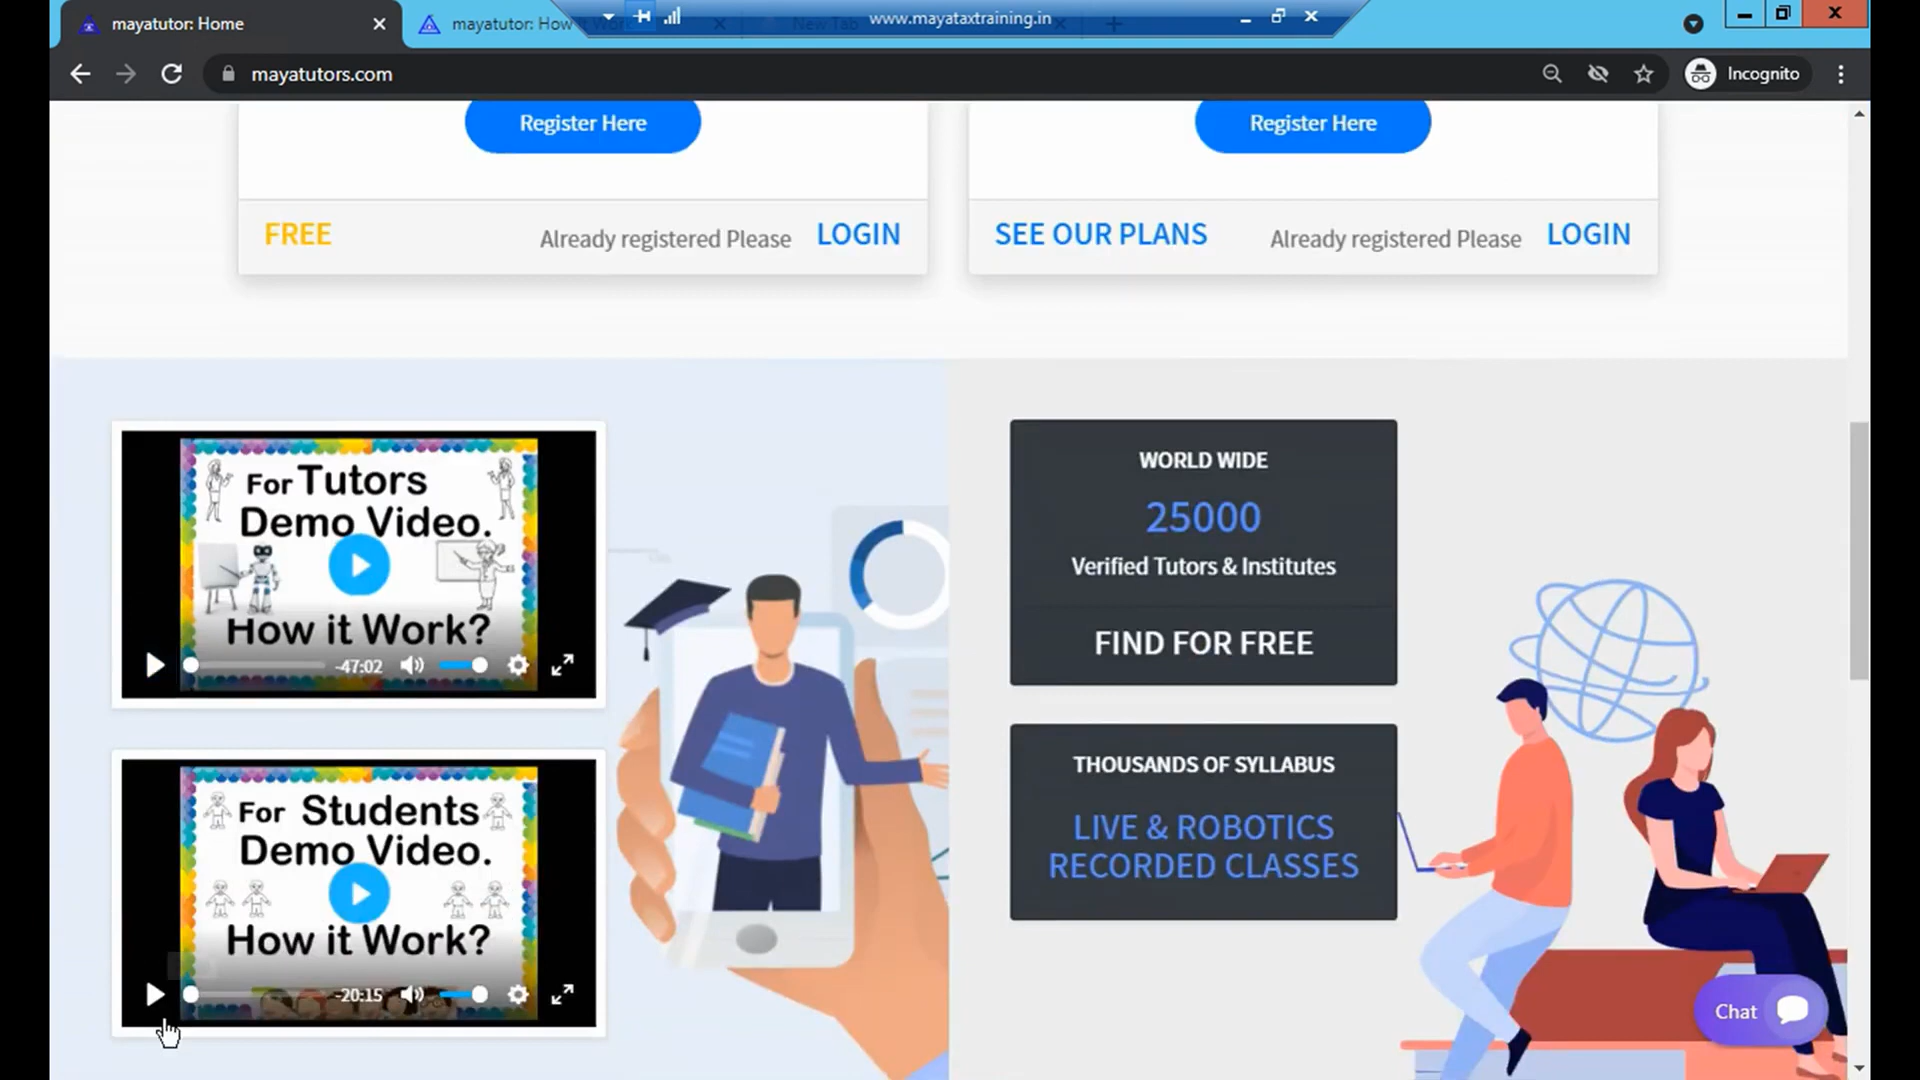 mayatutor: Home
mayatutor: How
New Tab
www.mayataxtraining.in
mayatutors.com
Incognito
Register Here
Register Here
FREE
Already registered Please
LOGIN
SEE OUR PLANS
Already registered Please
LOGIN
For Tutors
Demo Video.
How it Work?
-47:02
For Students
Demo Video.
How it Work?
-20:15
WORLD WIDE
25000
Verified Tutors & Institutes
FIND FOR FREE
THOUSANDS OF SYLLABUS
LIVE & ROBOTICS
RECORDED CLASSES
Chat